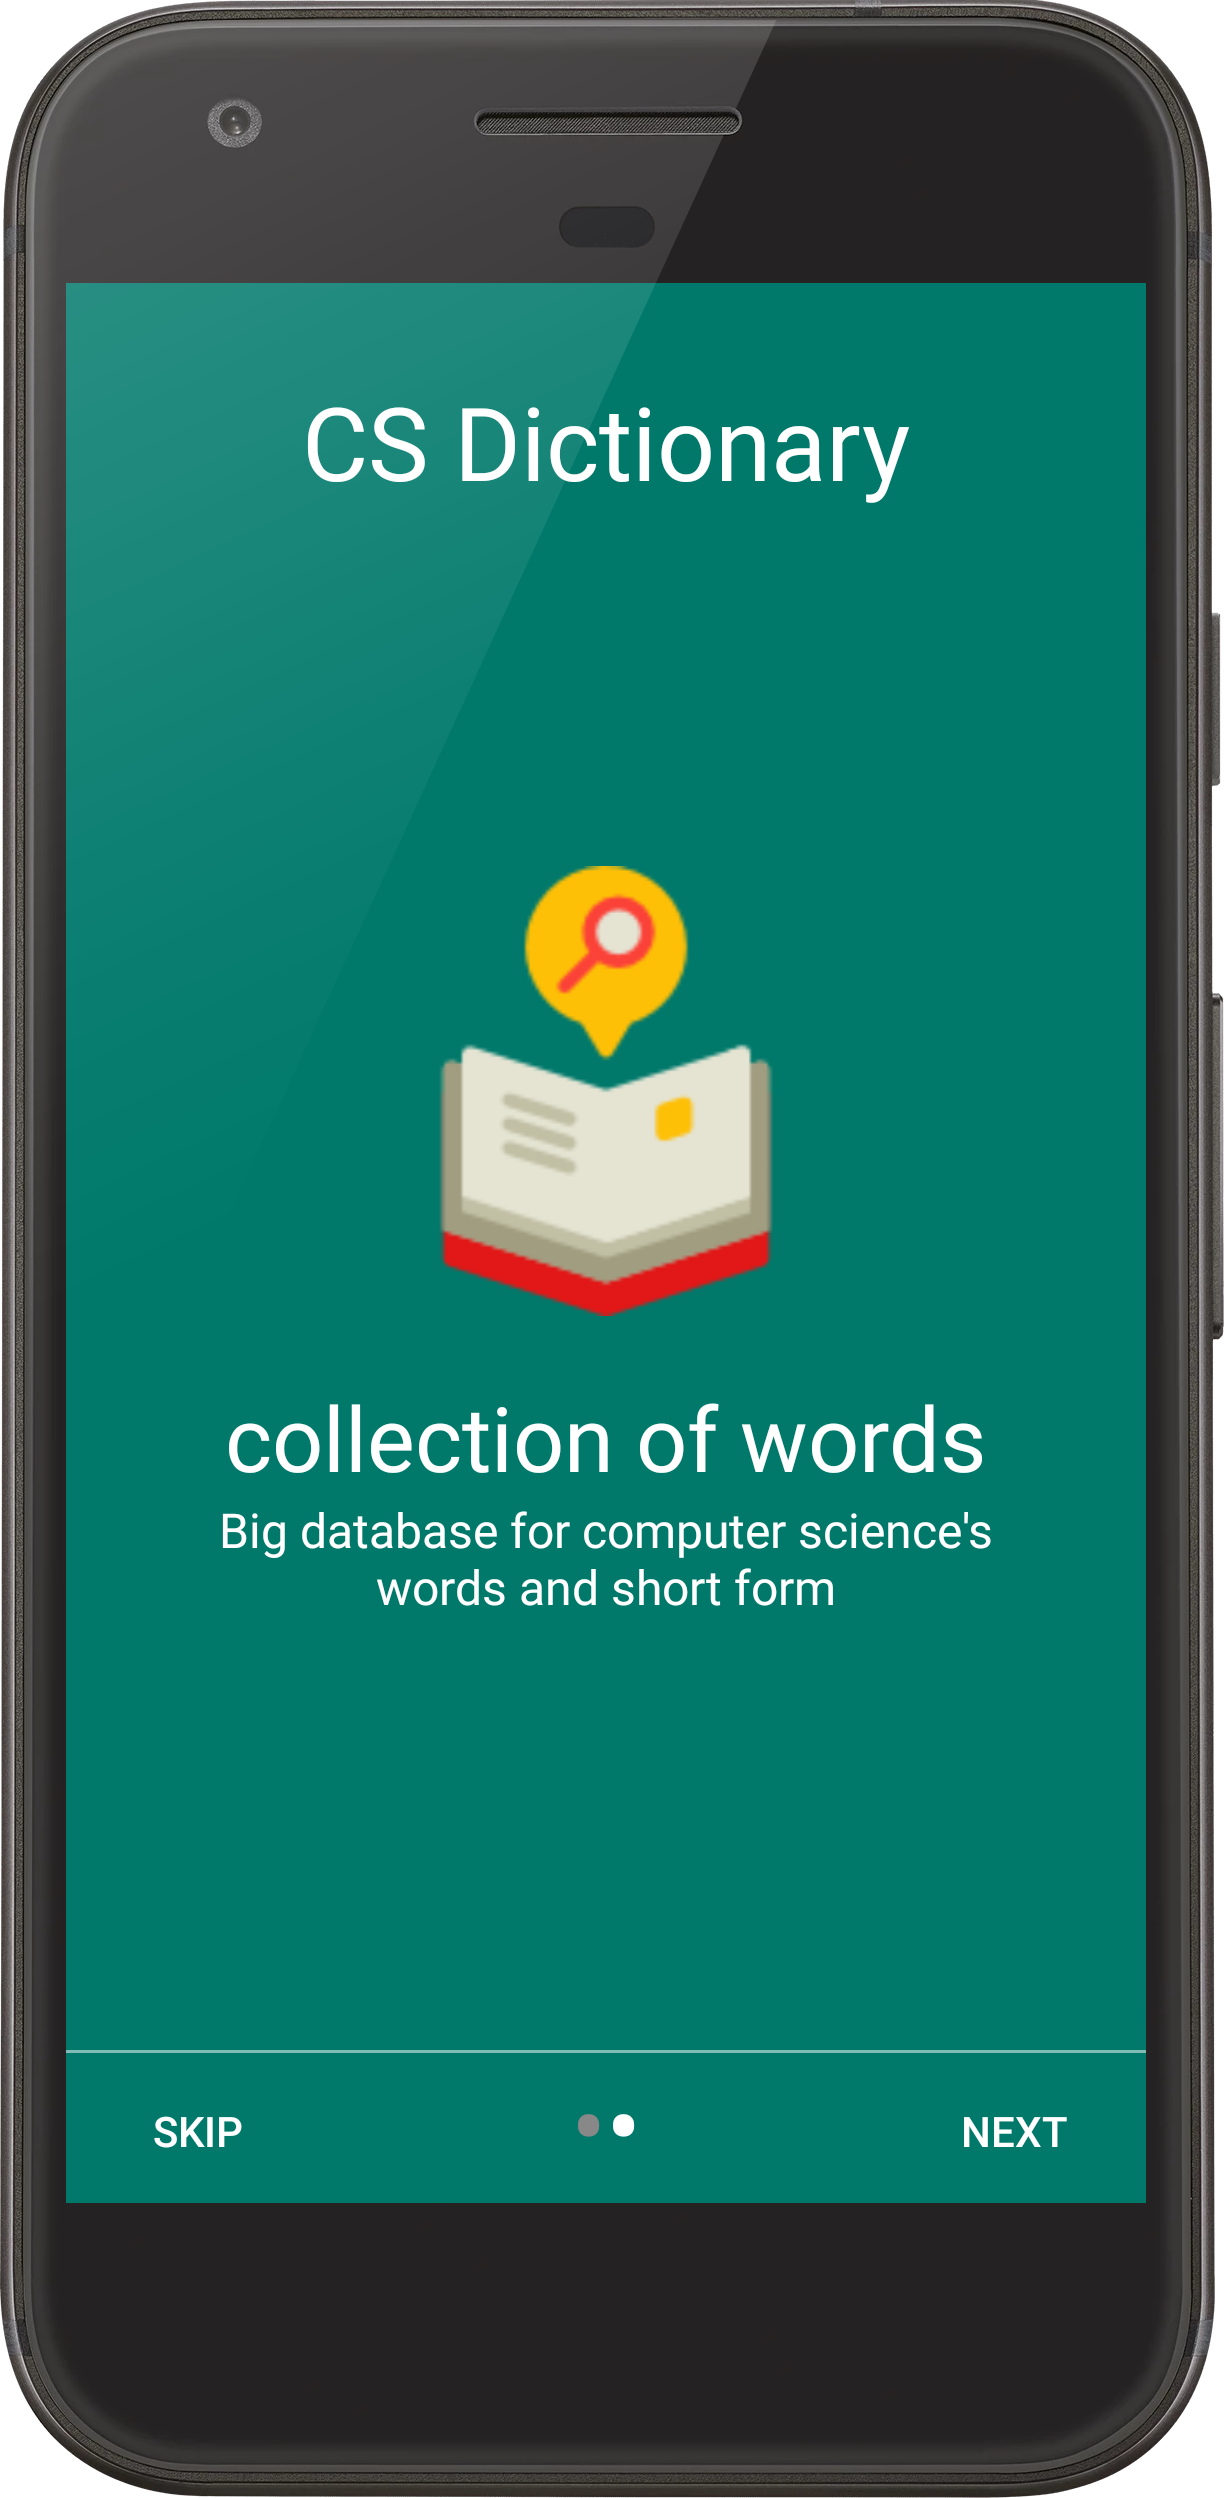 CS Dictionary
collection of words
Big database for computer science's
words and short form
SKIP
NEXT